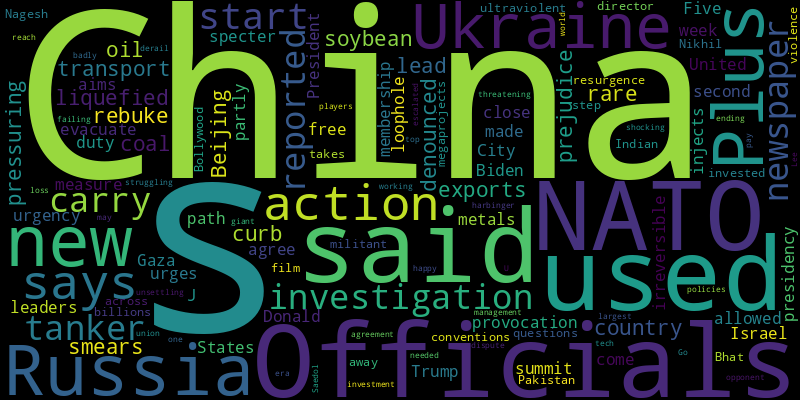 China
S
Officials
NATO
Ukraine
said
used
Russia
new
Plus
says
action
investigation
reported
start
newspaper
tanker
carry
rebuke
rare
oil
soybean
specter
Nagesh
ultraviolent
director
Five
week
Nikhil
United
violence
world
reach
badly
derail
aims
transport
liquefied
failing
evacuate
duty
coal
pressuring
Bollywood
Beijing
partly
President
players
free
takes
membership
loophole
lead
denounced
megaprojects
close
made
City
Biden
threatening
prejudice
resurgence
step
second
Indian
shocking
ending
injects
invested
pay
top
loss
struggling
measure
may
urgency
path
giant
working
exports
harbinger
metals
curb
agree
militant
irreversible
presidency
Gaza
urges
film
happy
policies
unsettling
J
leaders
across
billions
Donald
management
provocation
largest
allowed
country
smears
union
one
States
agreement
conventions
questions
Israel
dispute
tech
Go
away
needed
Trump
summit
come
Bhat
era
Saedol
investment
Pakistan
opponent